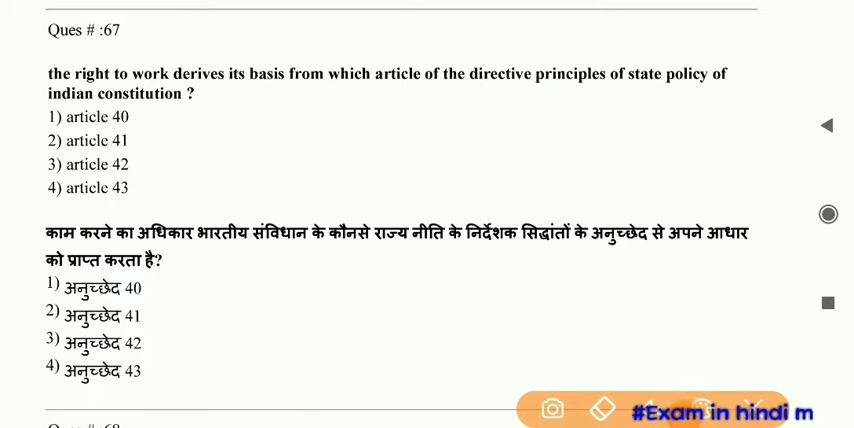 Ques # :67
the right to work derives its basis from which article of the directive principles of state policy of
indian constitution ?
1) article 40
2) article 41
3) article 42
4) article 43
काम करने का अधिकार भारतीय संविधान के कौनसे राज्य नीति के निर्देशक सिद्धांतों के अनुच्छेद से अपने आधार
को प्राप्त करता है?
1) अनुच्छेद 40
2) अनुच्छेद 41
3) अनुच्छेद 42
4) अनुच्छेद 43
#Exam in hindi m